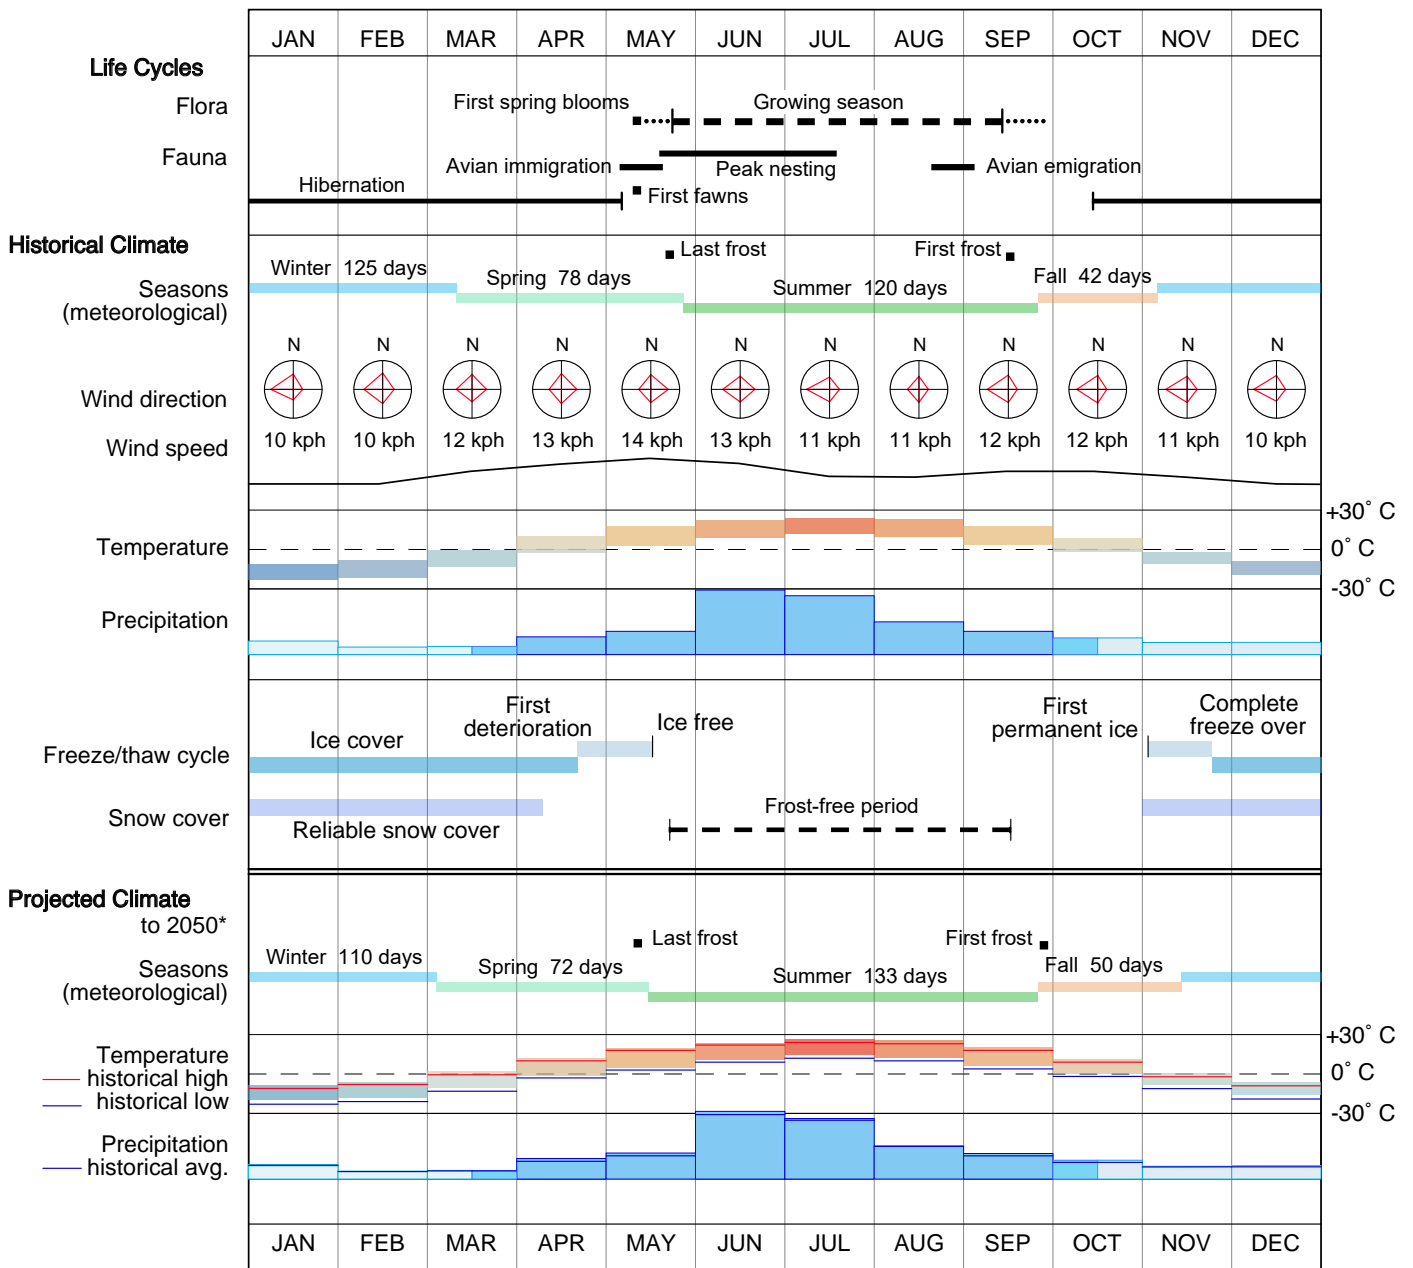 JAN FEB MAR APR MAY JUN JUL AUG SEP OCT NOV DEC
Life Cycles
Flora
First spring blooms
Growing season
Fauna
Avian immigration
Peak nesting
Avian emigration
Hibernation
First fawns
Historical Climate
Last frost
First frost
Seasons
(meteorological)
Winter 125 days
Spring 78 days
Summer 120 days
Fall 42 days
N N N N N N N N N N N N
Wind direction
Wind speed
10 kph 10 kph 12 kph 13 kph 14 kph 13 kph 11 kph 11 kph 12 kph 12 kph 11 kph 10 kph
+30° C
Temperature
0° C
-30° C
Precipitation
First
deterioration
Ice free
First
permanent ice
Complete
freeze over
Ice cover
Freeze/thaw cycle
Snow cover
Reliable snow cover
Frost-free period
Projected Climate
to 2050*
Last frost
First frost
Seasons
(meteorological)
Winter 110 days
Spring 72 days
Summer 133 days
Fall 50 days
+30° C
Temperature
historical high
historical low
0° C
-30° C
Precipitation
historical avg.
JAN FEB MAR APR MAY JUN JUL AUG SEP OCT NOV DEC